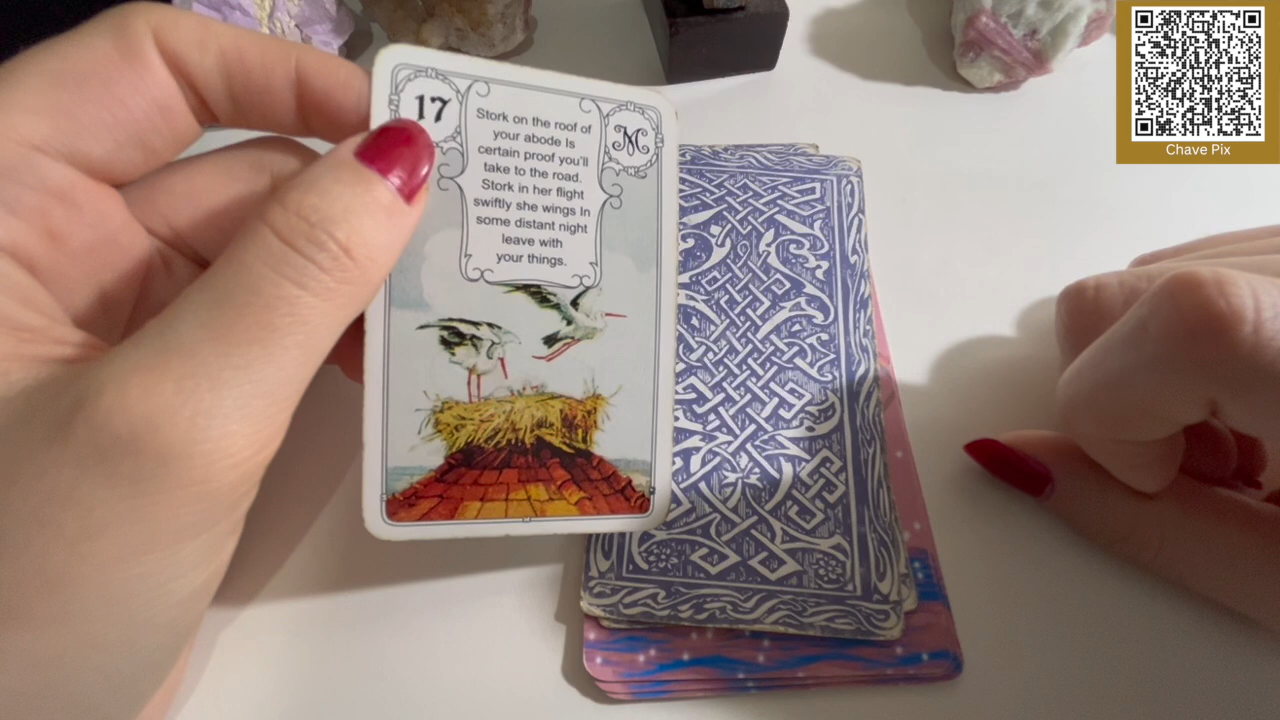 17
Stork on the roof of
your abode Is
certain proof you'll
take to the road.
Stork in her flight
swiftly she wings In
some distant night
leave with
your things.
M
Chave Pix